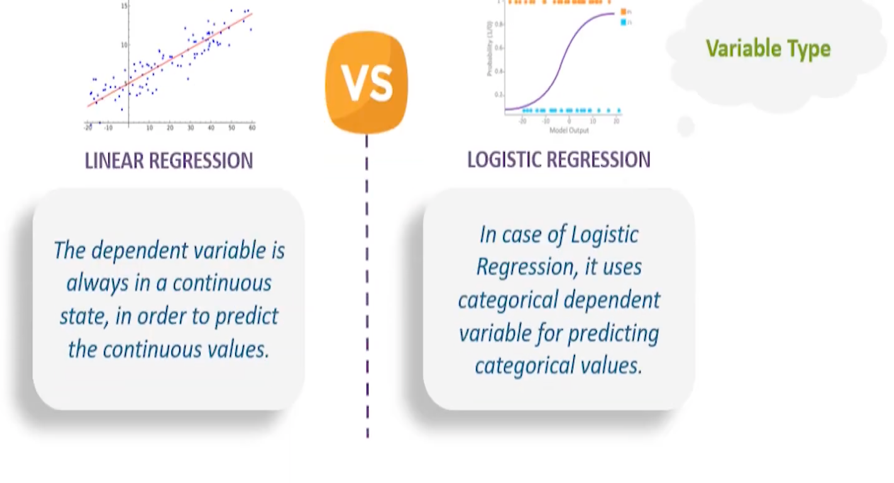 15
10
-20 -10 10 20 30 40 50 60
LINEAR REGRESSION
VS
Probability (1/0)
0.8
0.6
0.4
0.2
-20 -10 0 10 20
Model Output
LOGISTIC REGRESSION
Variable Type
The dependent variable is
always in a continuous
state, in order to predict
the continuous values.
In case of Logistic
Regression, it uses
categorical dependent
variable for predicting
categorical values.